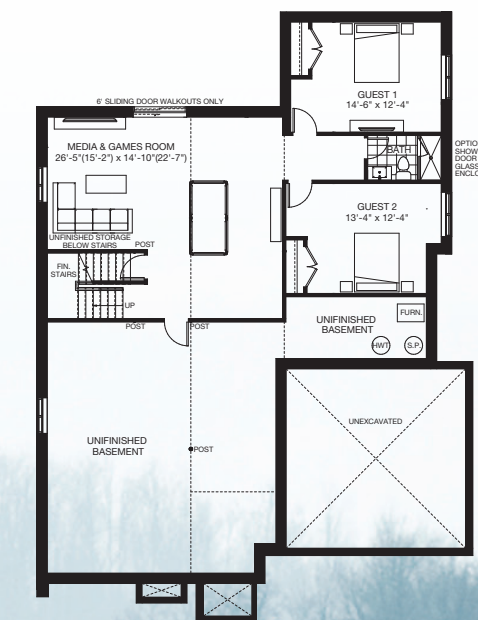 GUEST 1
14'-6" x 12'-4"
6' SLIDING DOOR WALKOUTS ONLY
MEDIA & GAMES ROOM
26'-5"(15'-2") x 14'-10"(22'-7")
BATH
OPTIO
SHOW
DOOR
GLASS
ENCLO
GUEST 2
13'-4" x 12'-4"
UNFINISHED STORAGE
BELOW STAIRS
POST
FIN.
STAIRS
UP
POST
POST
UNIFINISHED
BASEMENT
FURN.
HWT
S.P.
UNEXCAVATED
UNIFINISHED
BASEMENT
POST